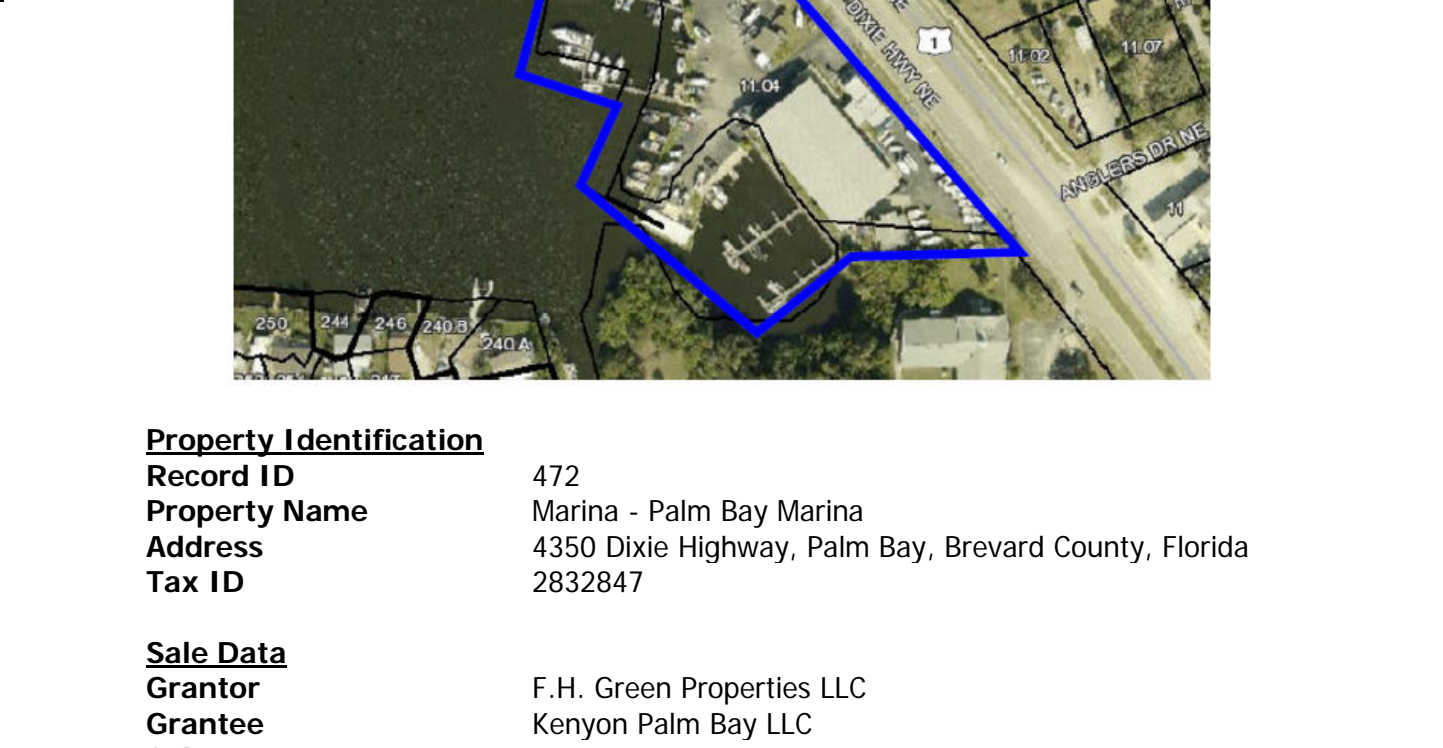 DIXIE HWY NE
1
11.02
11.07
11.04
ANGLERS DR NE
11
250
244
246
240.B
240 A
Property Identification
Record ID 472
Property Name Marina - Palm Bay Marina
Address 4350 Dixie Highway, Palm Bay, Brevard County, Florida
Tax ID 2832847
Sale Data
Grantor F.H. Green Properties LLC
Grantee Kenyon Palm Bay LLC